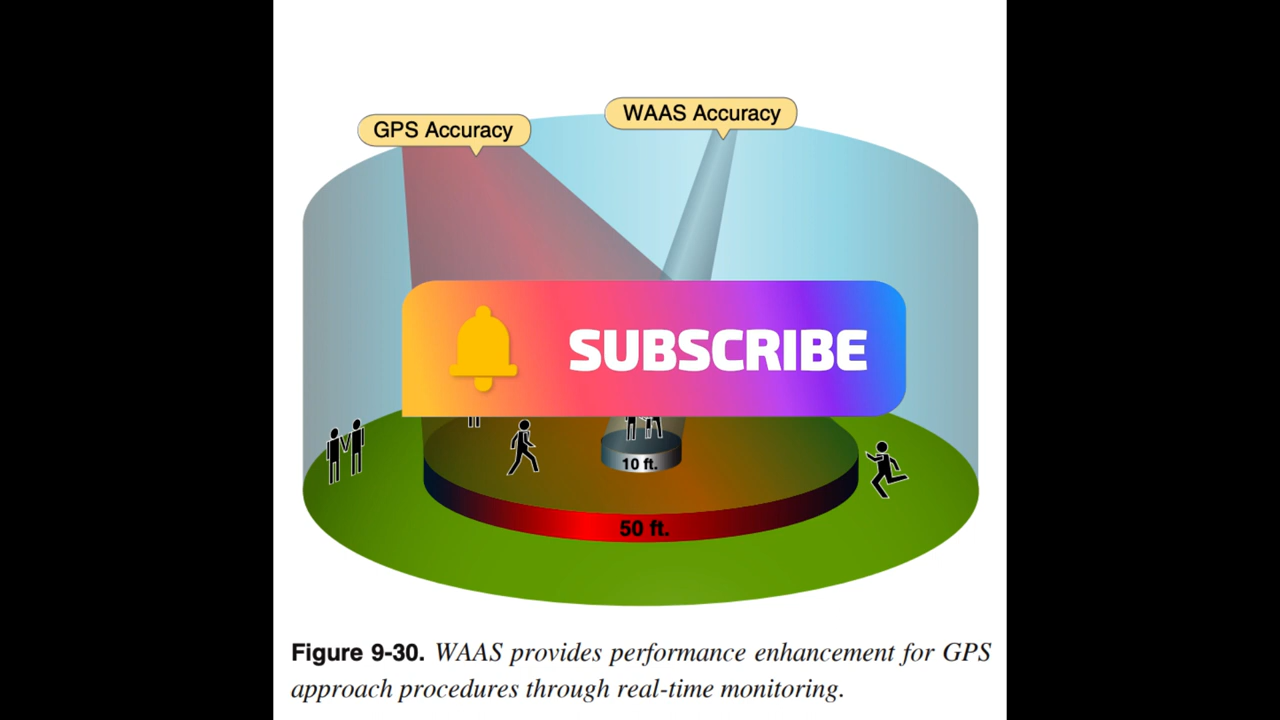 WAAS Accuracy
GPS Accuracy
SUBSCRIBE
10 ft.
50 ft.
Figure 9-30. WAAS provides performance enhancement for GPS
approach procedures through real-time monitoring.